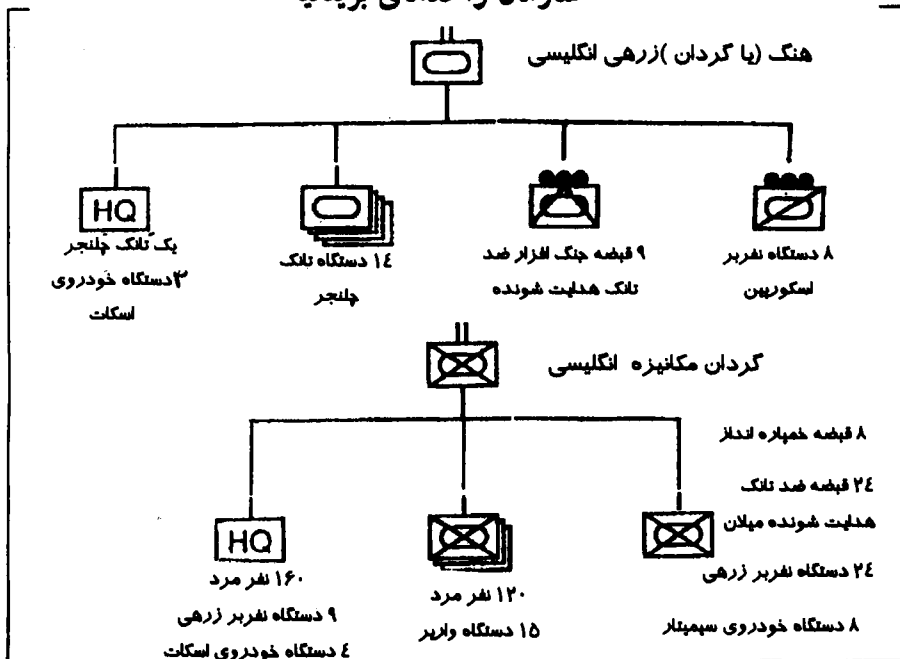 هنگ (یا گردان )زرهی انگلیسی
HQ
یک تانک چلنجر
۳دستگاه خودروی
اسکات
۱٤ دستگاه تانک
چلنجر
۹ قبضه جنگ افزار ضد
تانک هدایت شونده
۸ دستگاه نفربر
اسکورپین
گردان مکانیزه انگلیسی
HQ
۱۶۰ نفر مرد
۹ دستگاه نفربر زرهی
٤ دستگاه خودروی اسکات
۱۲۰ نفر مرد
۱۵ دستگاه واریر
۸ قبضه خمپاره انداز
۲٤ قبضه ضد تانک
هدایت شونده میلان
۲٤ دستگاه نفربر زرهی
۸ دستگاه خودروی سیمیتار